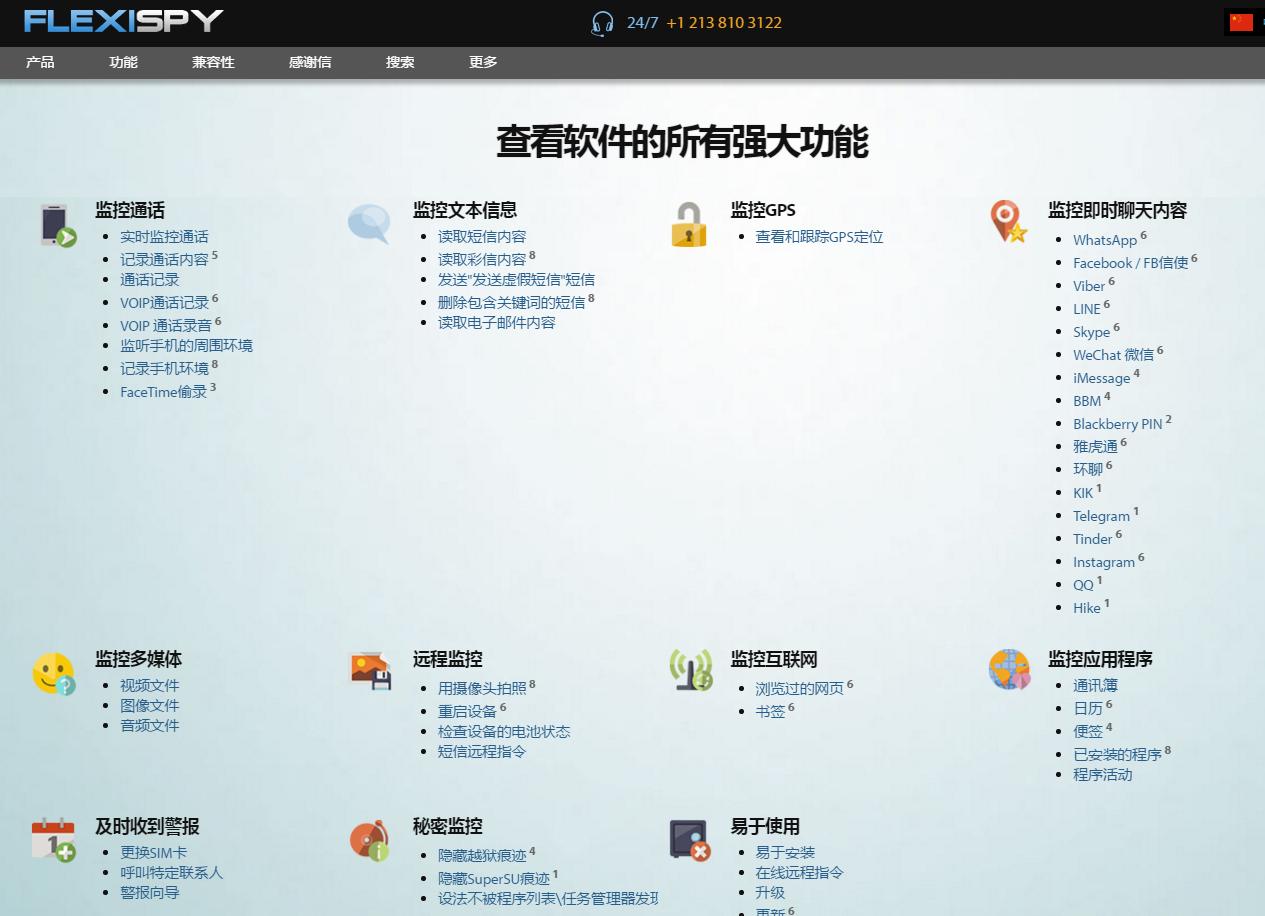 FLEXISPY
24/7 +1 213 810 3122
产品 功能 兼容性 感谢信 搜索 更多
查看软件的所有强大功能
监控通话
实时监控通话
记录通话内容 5
通话记录
VOIP通话记录 6
VOIP 通话录音 6
监听手机的周围环境
记录手机环境 8
FaceTime偷录 3
监控文本信息
读取短信内容
读取彩信内容 8
发送"发送虚假短信"短信
删除包含关键词的短信 8
读取电子邮件内容
监控GPS
查看和跟踪GPS定位
监控即时聊天内容
WhatsApp 6
Facebook / FB信使 6
Viber 6
LINE 6
Skype 6
WeChat 微信 6
iMessage 4
BBM 4
Blackberry PIN 2
雅虎通 6
环聊 6
KIK 1
Telegram 1
Tinder 6
Instagram 6
QQ 1
Hike 1
监控多媒体
视频文件
图像文件
音频文件
远程监控
用摄像头拍照 8
重启设备 6
检查设备的电池状态
短信远程指令
监控互联网
浏览过的网页 6
书签 6
监控应用程序
通讯簿
日历 6
便签 4
已安装的程序 8
程序活动
及时收到警报
更换SIM卡
呼叫特定联系人
警报向导
秘密监控
隐藏越狱痕迹 4
隐藏SuperSU痕迹 1
设法不被程序列表\任务管理器发现
易于使用
易于安装
在线远程指令
升级
更新 6